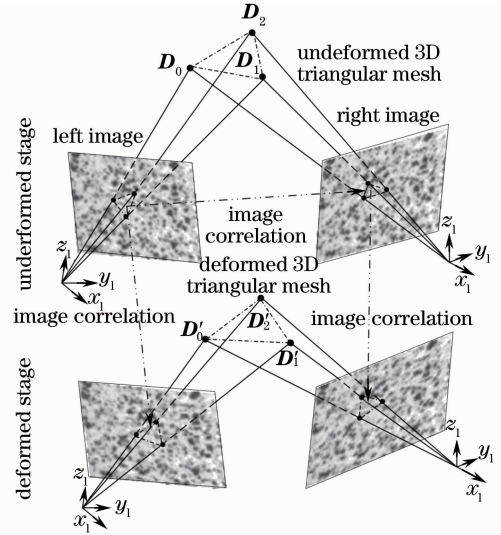 D₂
D₀
D₁
undeformed 3D
triangular mesh
right image
left image
underformed stage
image
correlation
z₁
y₁
x₁
z₁
y₁
x₁
deformed 3D
triangular mesh
image correlation
image correlation
D′₀
D′₂
D′₁
deformed stage
z₁
y₁
x₁
z₁
y₁
x₁